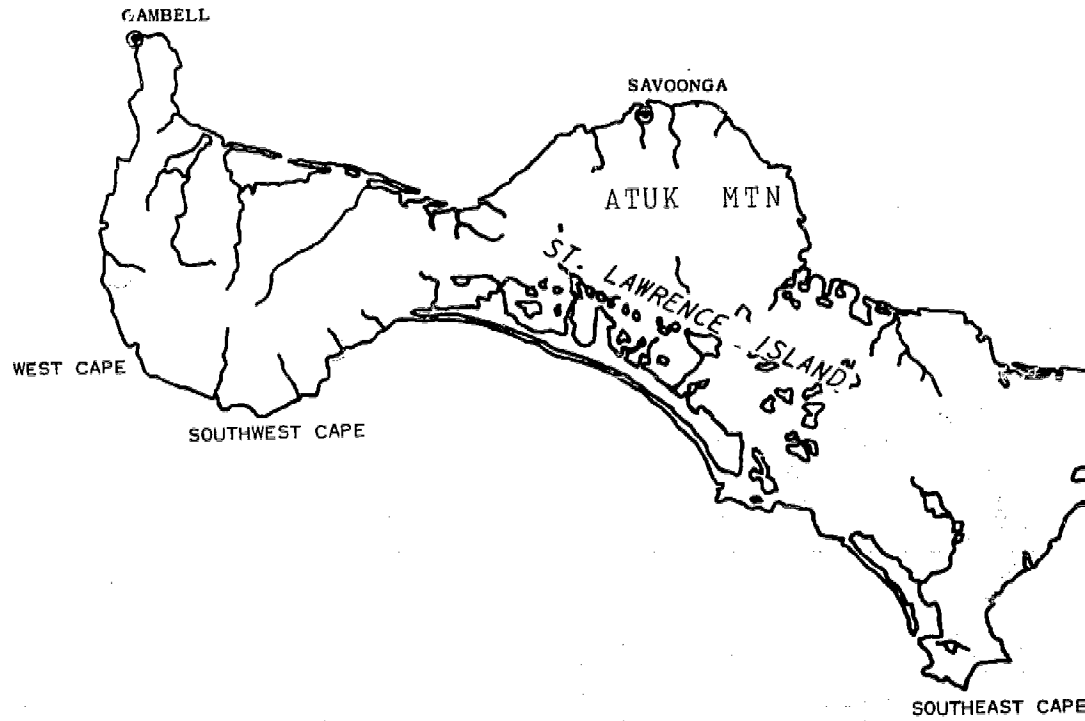 GAMBELL
SAVOONGA
ATUK MTN
ST. LAWRENCE ISLAND
WEST CAPE
SOUTHWEST CAPE
SOUTHEAST CAPE